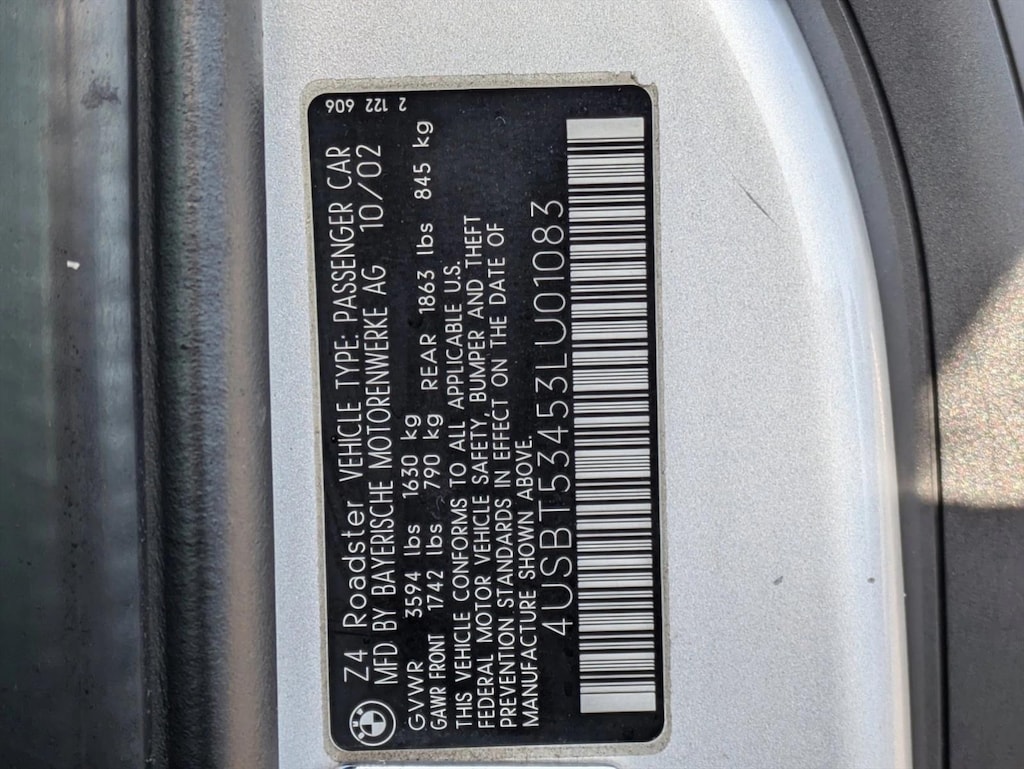 2 122 606
Z4 Roadster VEHICLE TYPE: PASSENGER CAR
MFD BY BAYERISCHE MOTORENWERKE AG 10/02
GVWR 3594 lbs 1630 kg
GAWR FRONT 1742 lbs 790 kg REAR 1863 lbs 845 kg
THIS VEHICLE CONFORMS TO ALL APPLICABLE U.S.
FEDERAL MOTOR VEHICLE SAFETY, BUMPER AND THEFT
PREVENTION STANDARDS IN EFFECT ON THE DATE OF
MANUFACTURE SHOWN ABOVE.
4USBT53453LU01083